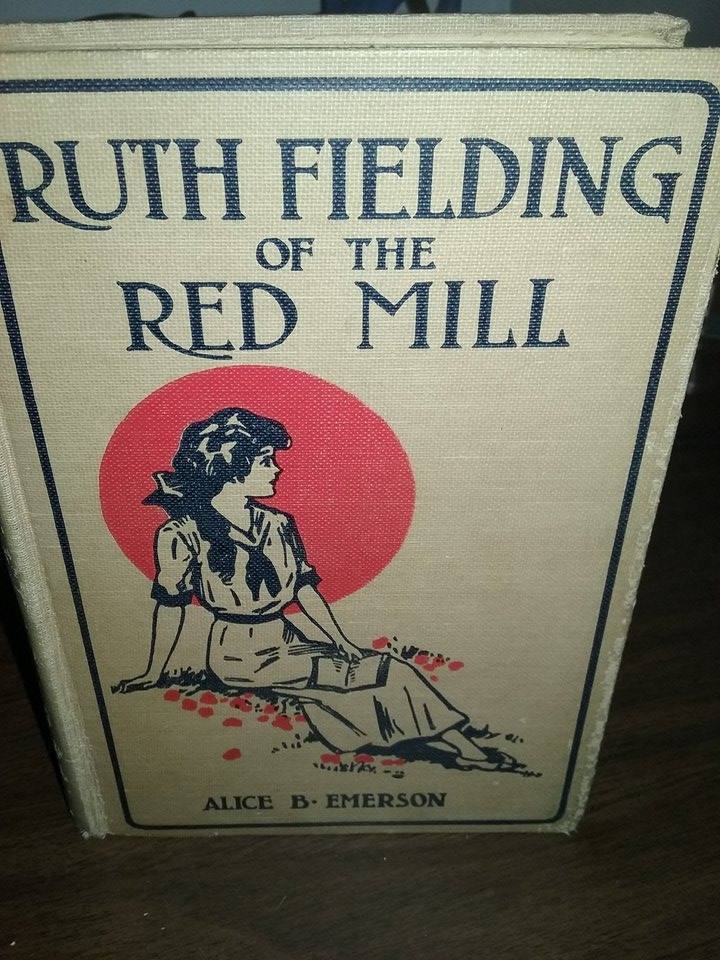 RUTH FIELDING
OF THE
RED MILL
ALICE B. EMERSON